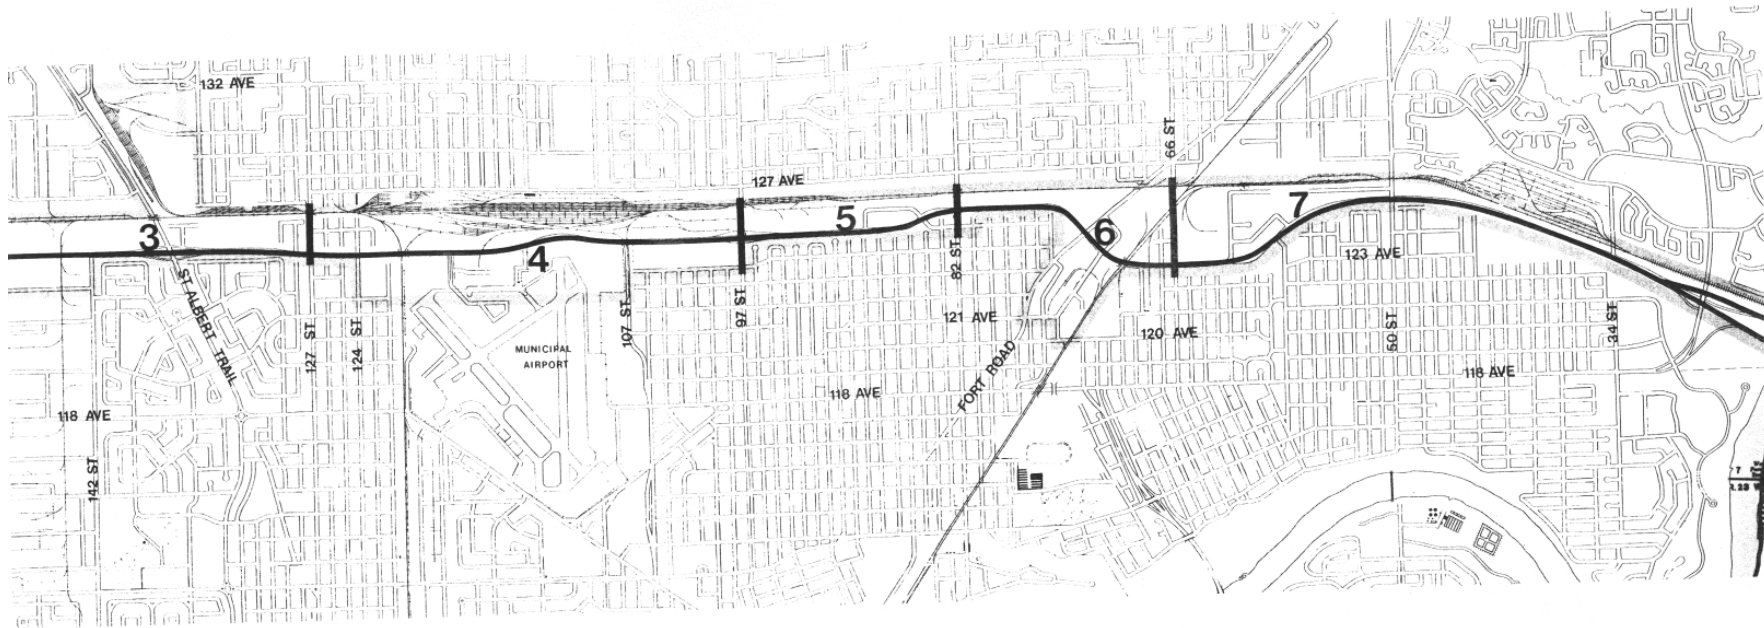 132 AVE
66 ST
127 AVE
3
4
5
6
7
82 ST
123 AVE
ST ALBERT TRAIL
127 ST
124 ST
MUNICIPAL
AIRPORT
107 ST
97 ST
121 AVE
120 AVE
50 ST
34 ST
FORT ROAD
118 AVE
118 AVE
118 AVE
142 ST